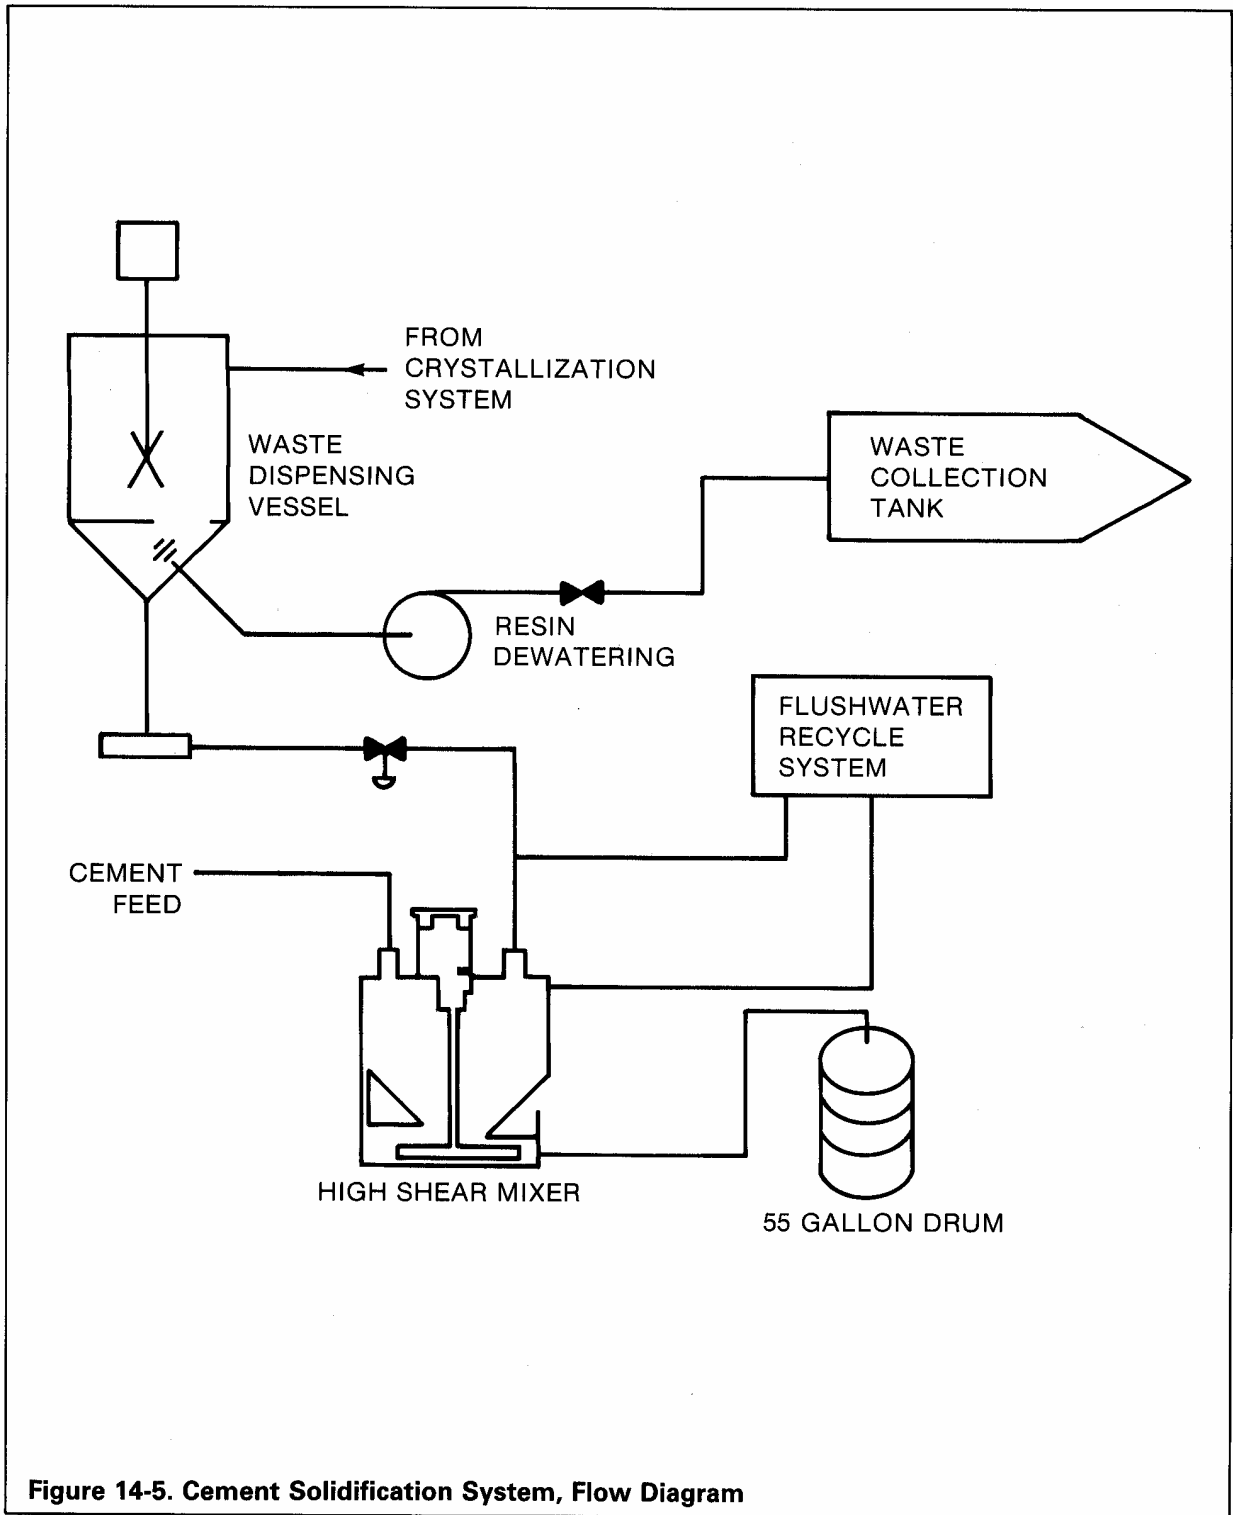 FROM
CRYSTALLIZATION
SYSTEM
WASTE
DISPENSING
VESSEL
WASTE
COLLECTION
TANK
RESIN
DEWATERING
FLUSHWATER
RECYCLE
SYSTEM
CEMENT
FEED
HIGH SHEAR MIXER
55 GALLON DRUM
Figure 14-5. Cement Solidification System, Flow Diagram